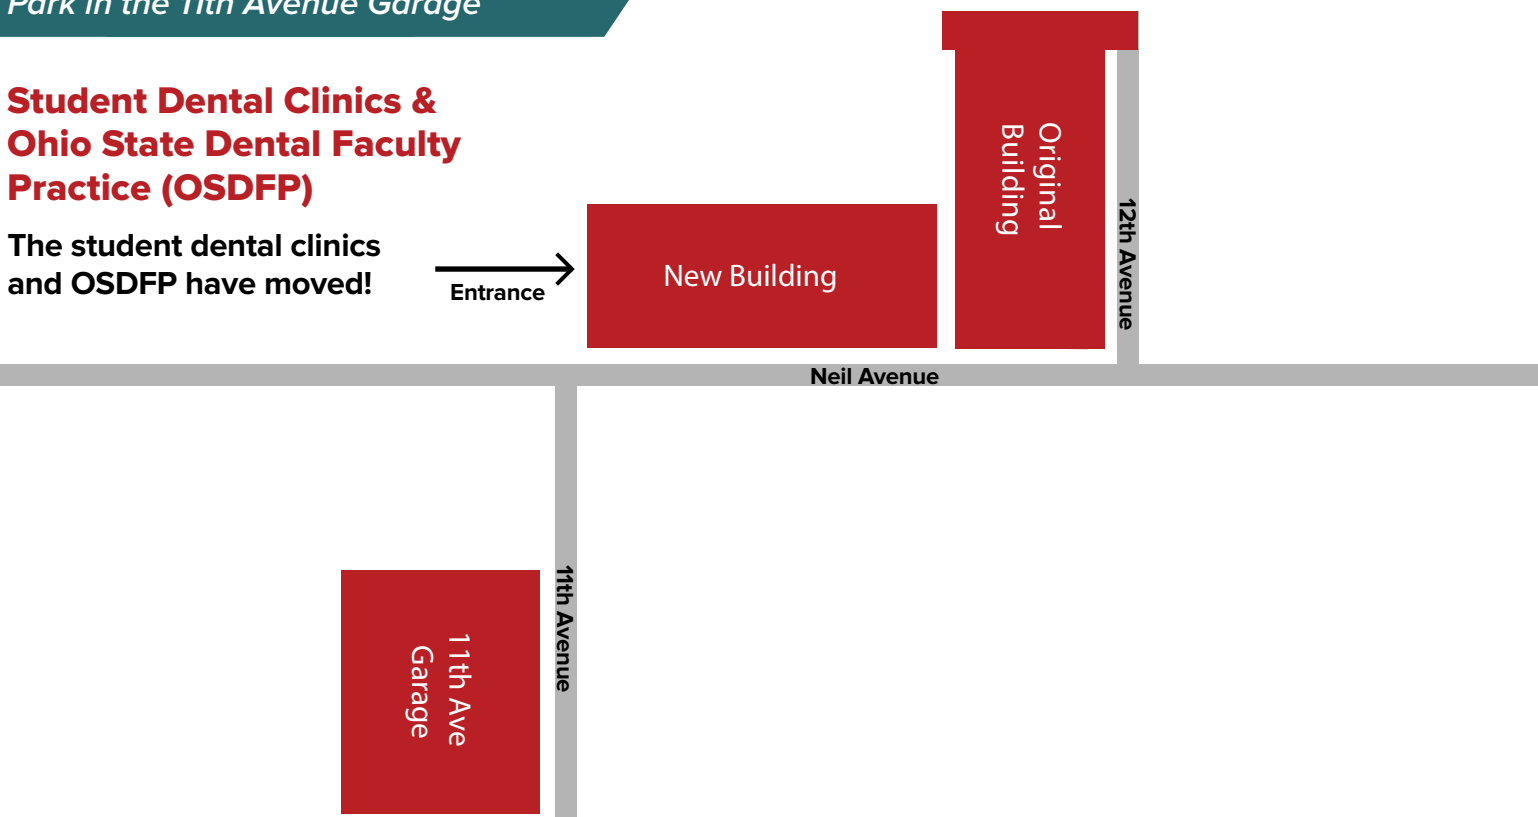 Park in the 11th Avenue Garage
Student Dental Clinics &
Ohio State Dental Faculty
Practice (OSDFP)
The student dental clinics
and OSDFP have moved!
Entrance
New Building
Original
Building
12th Avenue
Neil Avenue
11th Avenue
11th Ave
Garage